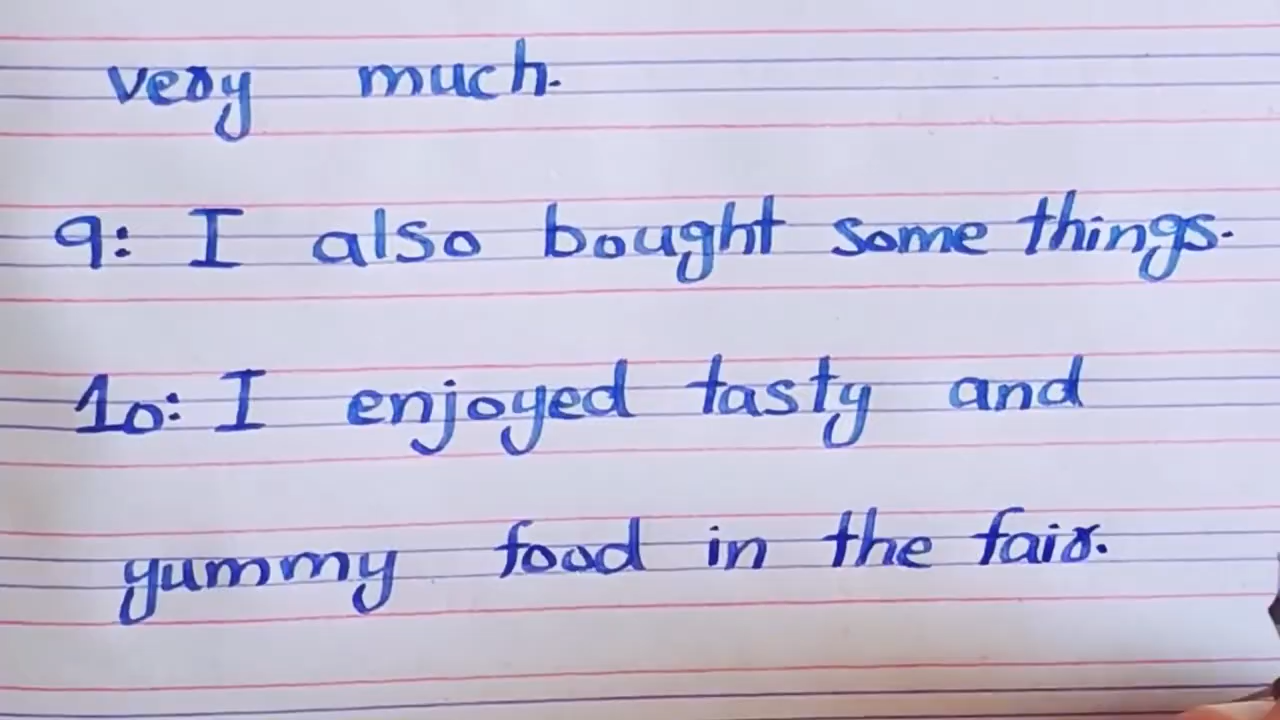 very much.
9: I also bought some things.
10: I enjoyed tasty and
yummy food in the fair.